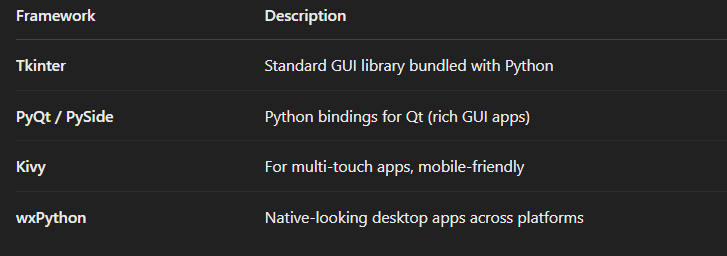 Framework Description
Tkinter Standard GUI library bundled with Python
PyQt / PySide Python bindings for Qt (rich GUI apps)
Kivy For multi-touch apps, mobile-friendly
wxPython Native-looking desktop apps across platforms